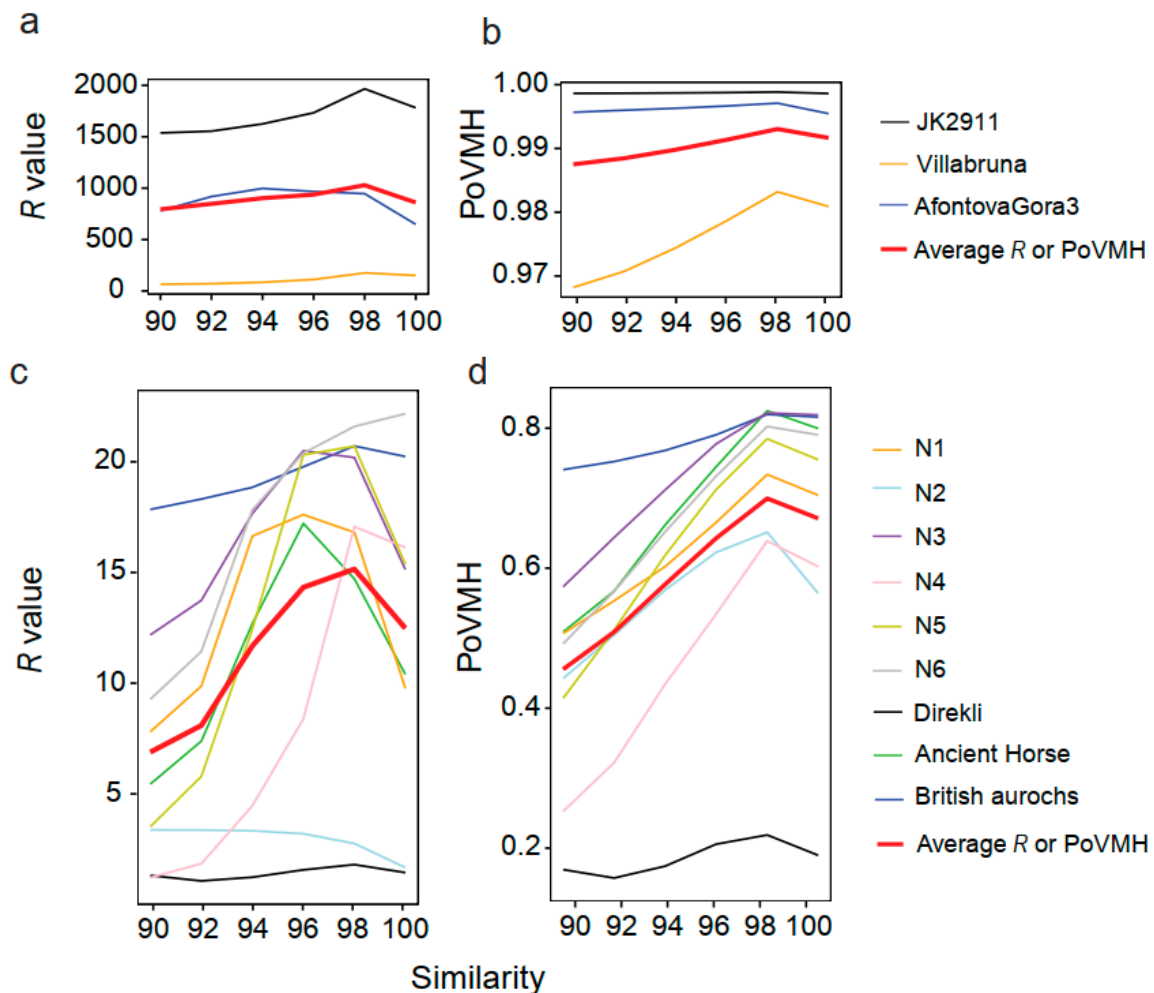 a
R value
2000
1500
1000
500
0
90 92 94 96 98 100
b
PoVMH
1.00
0.99
0.98
0.97
90 92 94 96 98 100
JK2911
Villabruna
AfontovaGora3
Average R or PoVMH
c
R value
20
15
10
5
90 92 94 96 98 100
d
PoVMH
0.8
0.6
0.4
0.2
90 92 94 96 98 100
N1
N2
N3
N4
N5
N6
Direkli
Ancient Horse
British aurochs
Average R or PoVMH
Similarity